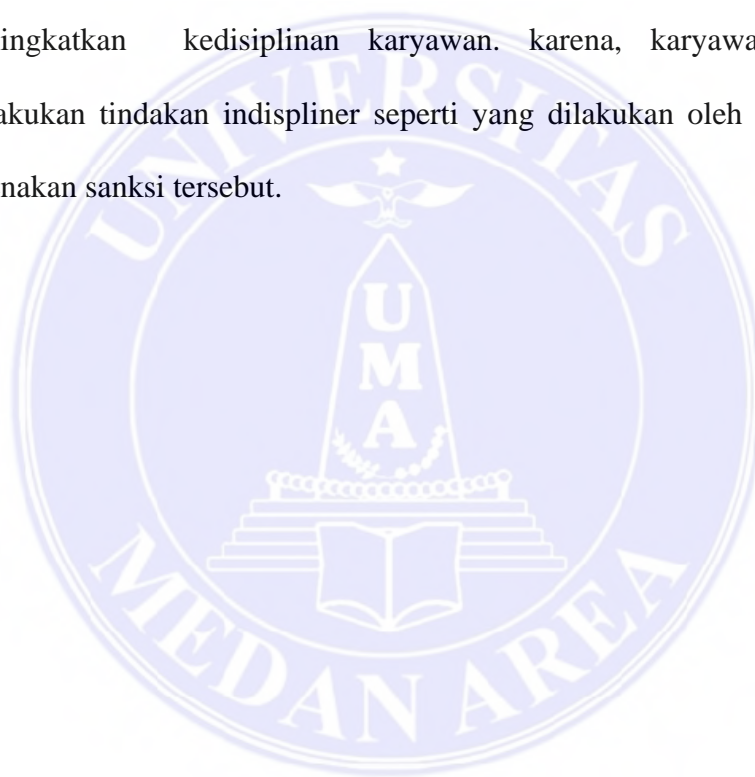 ingkatkan kedisiplinan karyawan. karena, karyawa
akukan tindakan indispliner seperti yang dilakukan oleh
nakan sanksi tersebut.
UNIVERSITAS
U
M
A
MEDAN AREA